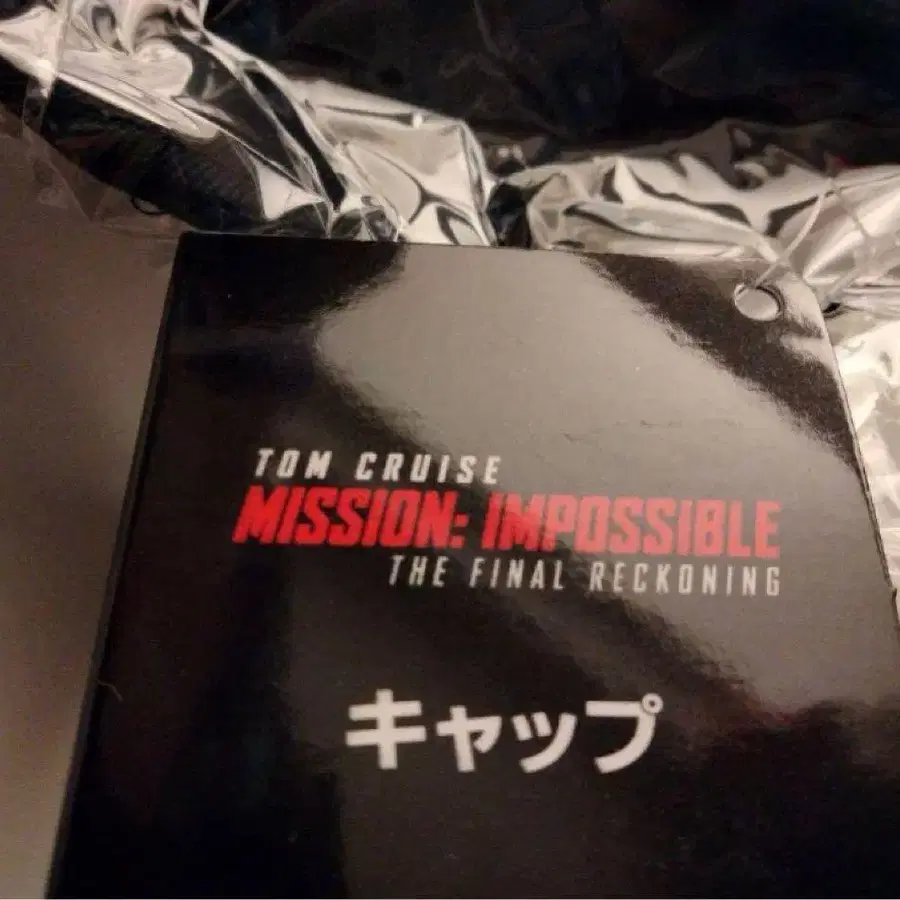 TOM CRUISE
MISSION: IMPOSSIBLE
THE FINAL RECKONING
キャップ